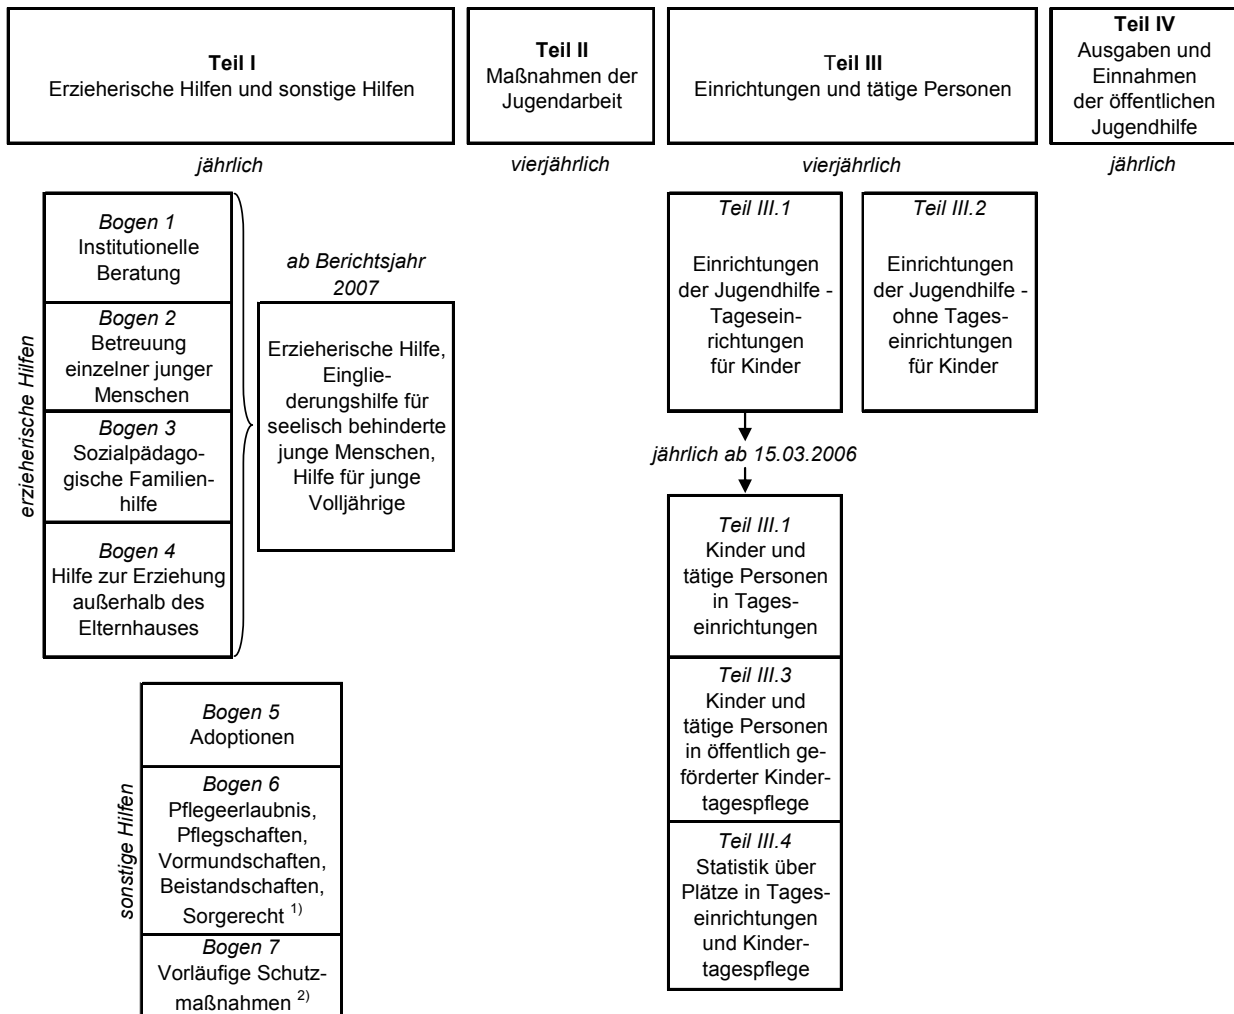 Teil I
Erzieherische Hilfen und sonstige Hilfen
Teil II
Maßnahmen der
Jugendarbeit
Teil III
Einrichtungen und tätige Personen
Teil IV
Ausgaben und
Einnahmen
der öffentlichen
Jugendhilfe
jährlich
vierjährlich
vierjährlich
jährlich
erzieherische Hilfen
Bogen 1
Institutionelle
Beratung
Bogen 2
Betreuung
einzelner junger
Menschen
Bogen 3
Sozialpädago-
gische Familien-
hilfe
Bogen 4
Hilfe zur Erziehung
außerhalb des
Elternhauses
ab Berichtsjahr
2007
Erzieherische Hilfe,
Einglie-
derungshilfe für
seelisch behinderte
junge Menschen,
Hilfe für junge
Volljährige
sonstige Hilfen
Bogen 5
Adoptionen
Bogen 6
Pflegeerlaubnis,
Pflegschaften,
Vormundschaften,
Beistandschaften,
Sorgerecht 1)
Bogen 7
Vorläufige Schutz-
maßnahmen 2)
Teil III.1
Einrichtungen
der Jugendhilfe -
Tagesein-
richtungen
für Kinder
Teil III.2
Einrichtungen
der Jugendhilfe -
ohne Tages-
einrichtungen
für Kinder
jährlich ab 15.03.2006
Teil III.1
Kinder und
tätige Personen
in Tages-
einrichtungen
Teil III.3
Kinder und
tätige Personen
in öffentlich ge-
förderter Kinder-
tagespflege
Teil III.4
Statistik über
Plätze in Tages-
einrichtungen
und Kinder-
tagespflege